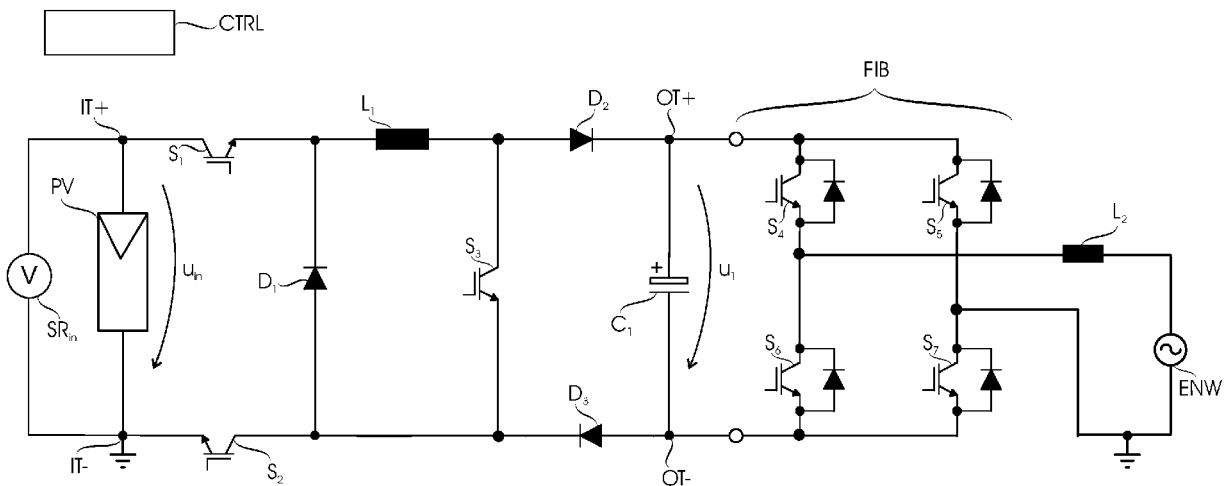 CTRL
FIB
IT+
L₁
D₂
OT+
S₁
PV
S₄
S₅
L₂
V
uᵢₙ
S₃
D₁
+
u₁
SRᵢₙ
C₁
S₆
S₇
ENW
D₃
IT-
S₂
OT-